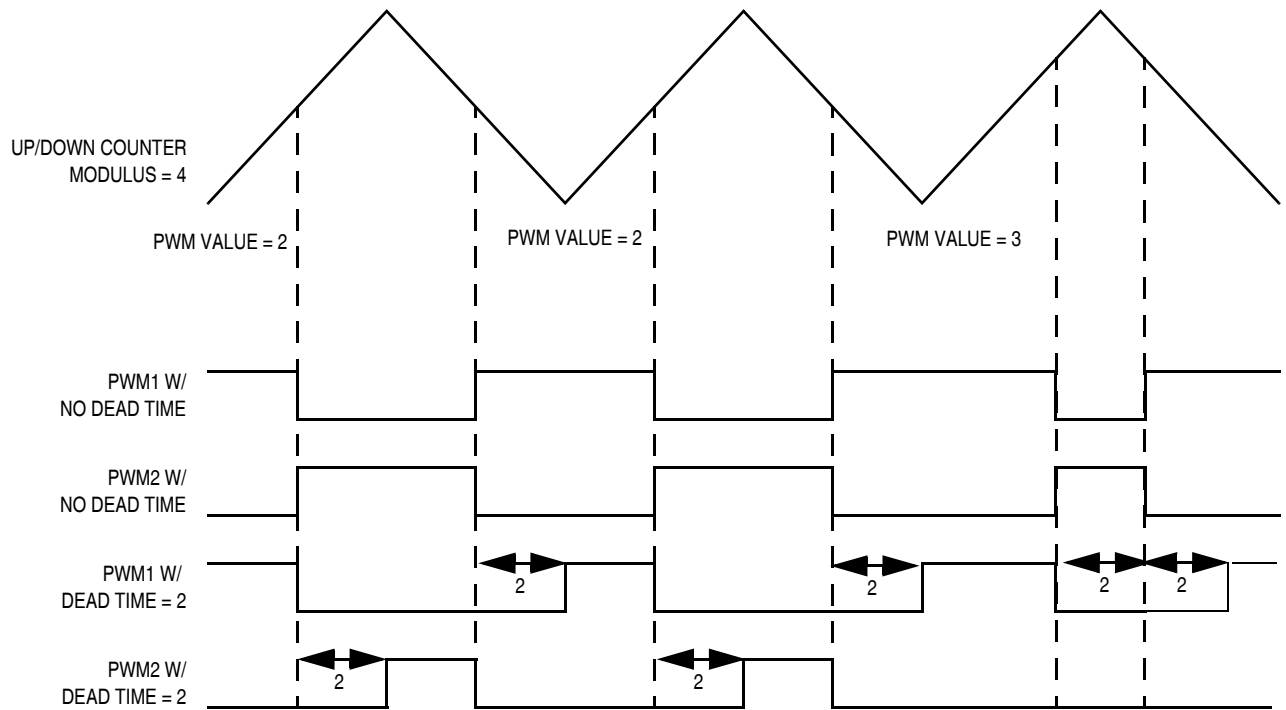 UP/DOWN COUNTER
MODULUS = 4
PWM VALUE = 2
PWM VALUE = 2
PWM VALUE = 3
PWM1 W/
NO DEAD TIME
PWM2 W/
NO DEAD TIME
PWM1 W/
DEAD TIME = 2
2
2
2
2
PWM2 W/
DEAD TIME = 2
2
2